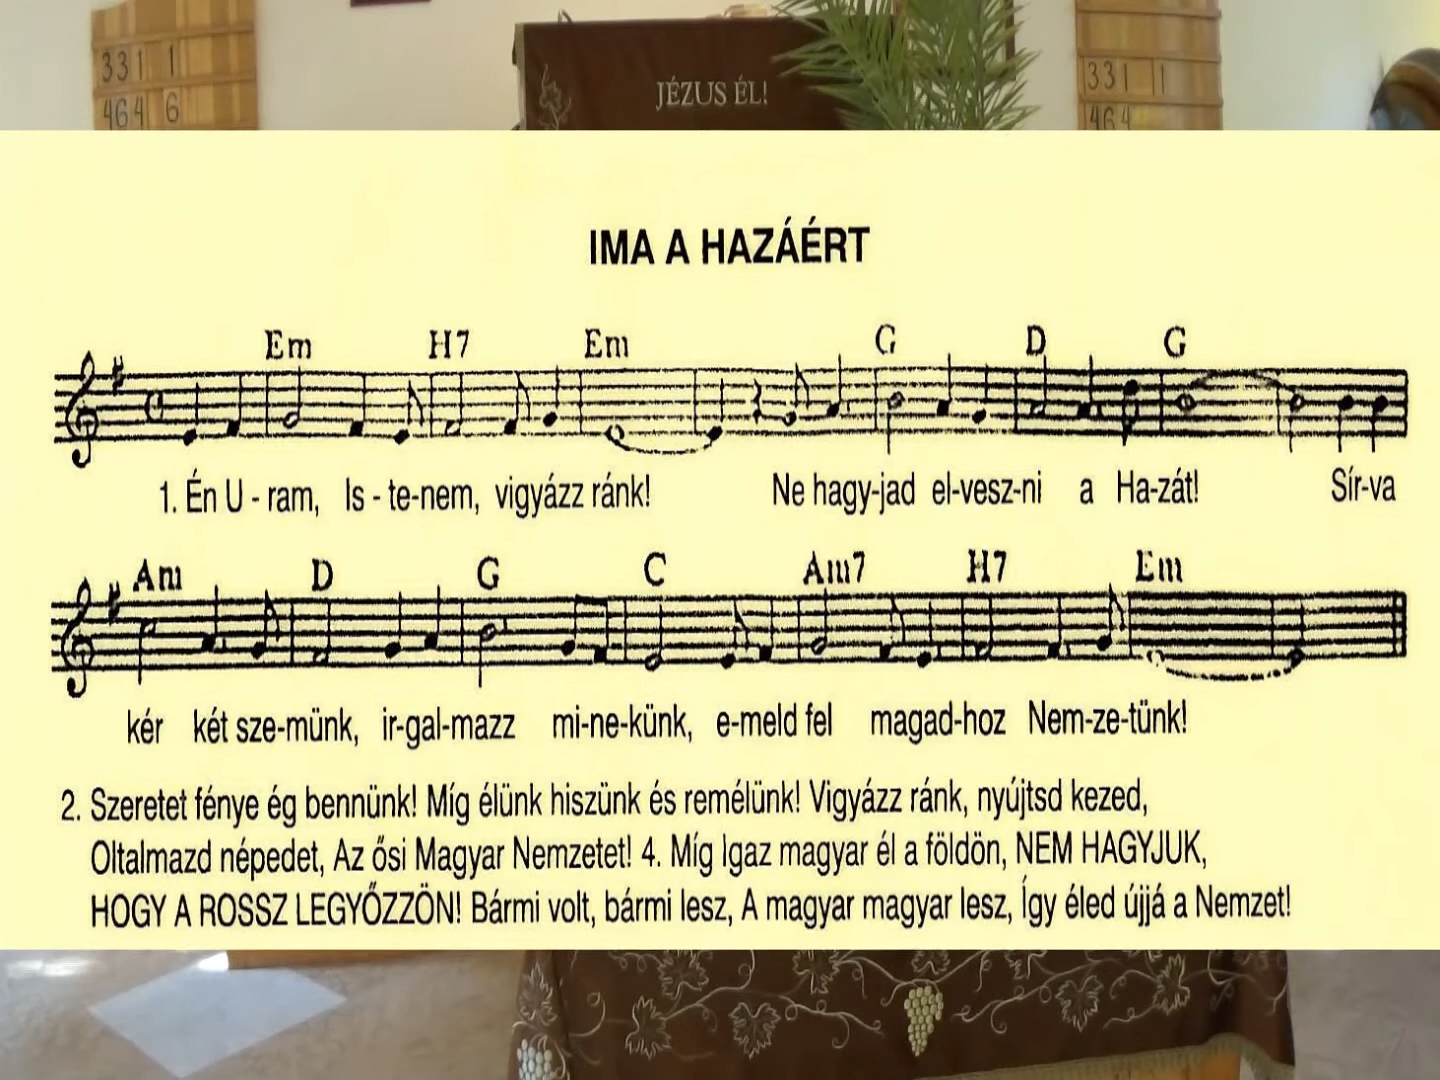 331 1
464 6
JÉZUS ÉL!
331 1
464
IMA A HAZÁÉRT
Em H7 Em G D G
1. Én U - ram, Is - te-nem, vigyázz ránk! Ne hagy-jad el-vesz-ni a Ha-zát! Sír-va
Am D G C Am7 H7 Em
kér két sze-münk, ir-gal-mazz mi-ne-künk, e-meld fel magad-hoz Nem-ze-tünk!
2. Szeretet fénye ég bennünk! Míg élünk hiszünk és remélünk! Vigyázz ránk, nyújtsd kezed,
Oltalmazd népedet, Az ősi Magyar Nemzetet! 4. Míg Igaz magyar él a földön, NEM HAGYJUK,
HOGY A ROSSZ LEGYŐZZÖN! Bármi volt, bármi lesz, A magyar magyar lesz, Így éled újjá a Nemzet!